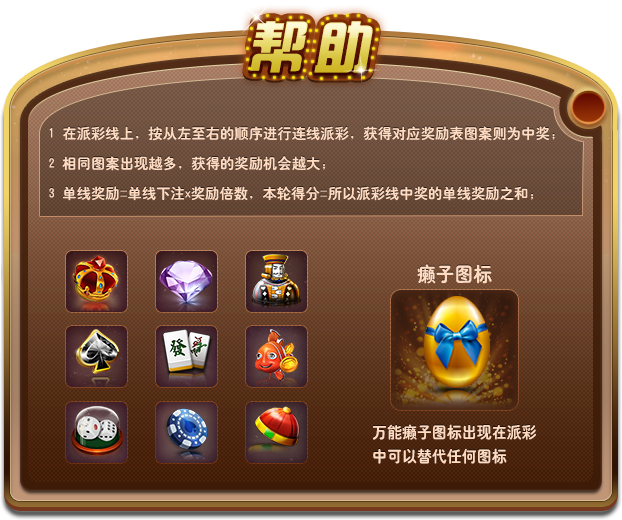 帮助
1 在派彩线上，按从左至右的顺序进行连线派彩，获得对应奖励表图案则为中奖；
2 相同图案出现越多，获得的奖励机会越大；
3 单线奖励=单线下注x奖励倍数，本轮得分=所以派彩线中奖的单线奖励之和；
癞子图标
發
万能癞子图标出现在派彩
中可以替代任何图标